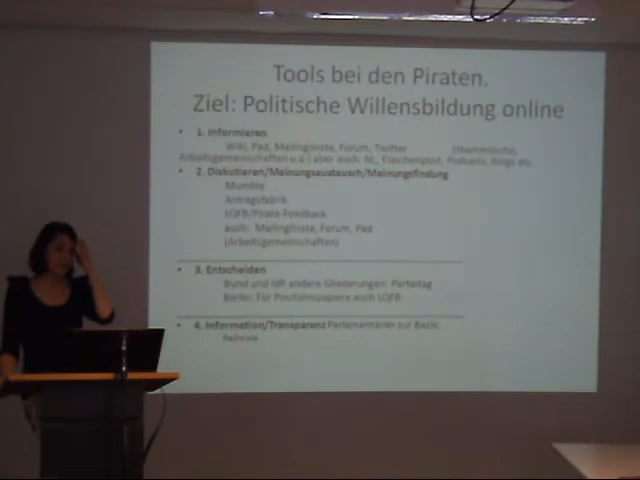 Tools bei den Piraten.
Ziel: Politische Willensbildung online
• 1. Informieren
Wiki, Pad, Mailingliste, Forum, Twitter (Stammtische,
Arbeitsgemeinschaften u.a.) aber auch: NL, Flaschenpost, Podcasts, Blogs etc.
• 2. Diskutieren/Meinungsaustausch/Meinungsfindung
Mumble
Antragsfabrik
LQFB/Pirate Feedback
auch: Mailingliste, Forum, Pad
(Arbeitsgemeinschaften)
• 3. Entscheiden
Bund und idR andere Gliederungen: Parteitag
Berlin: Für Positionspapiere auch LQFB
• 4. Information/Transparenz Parlamentarier zur Basis:
Redmine